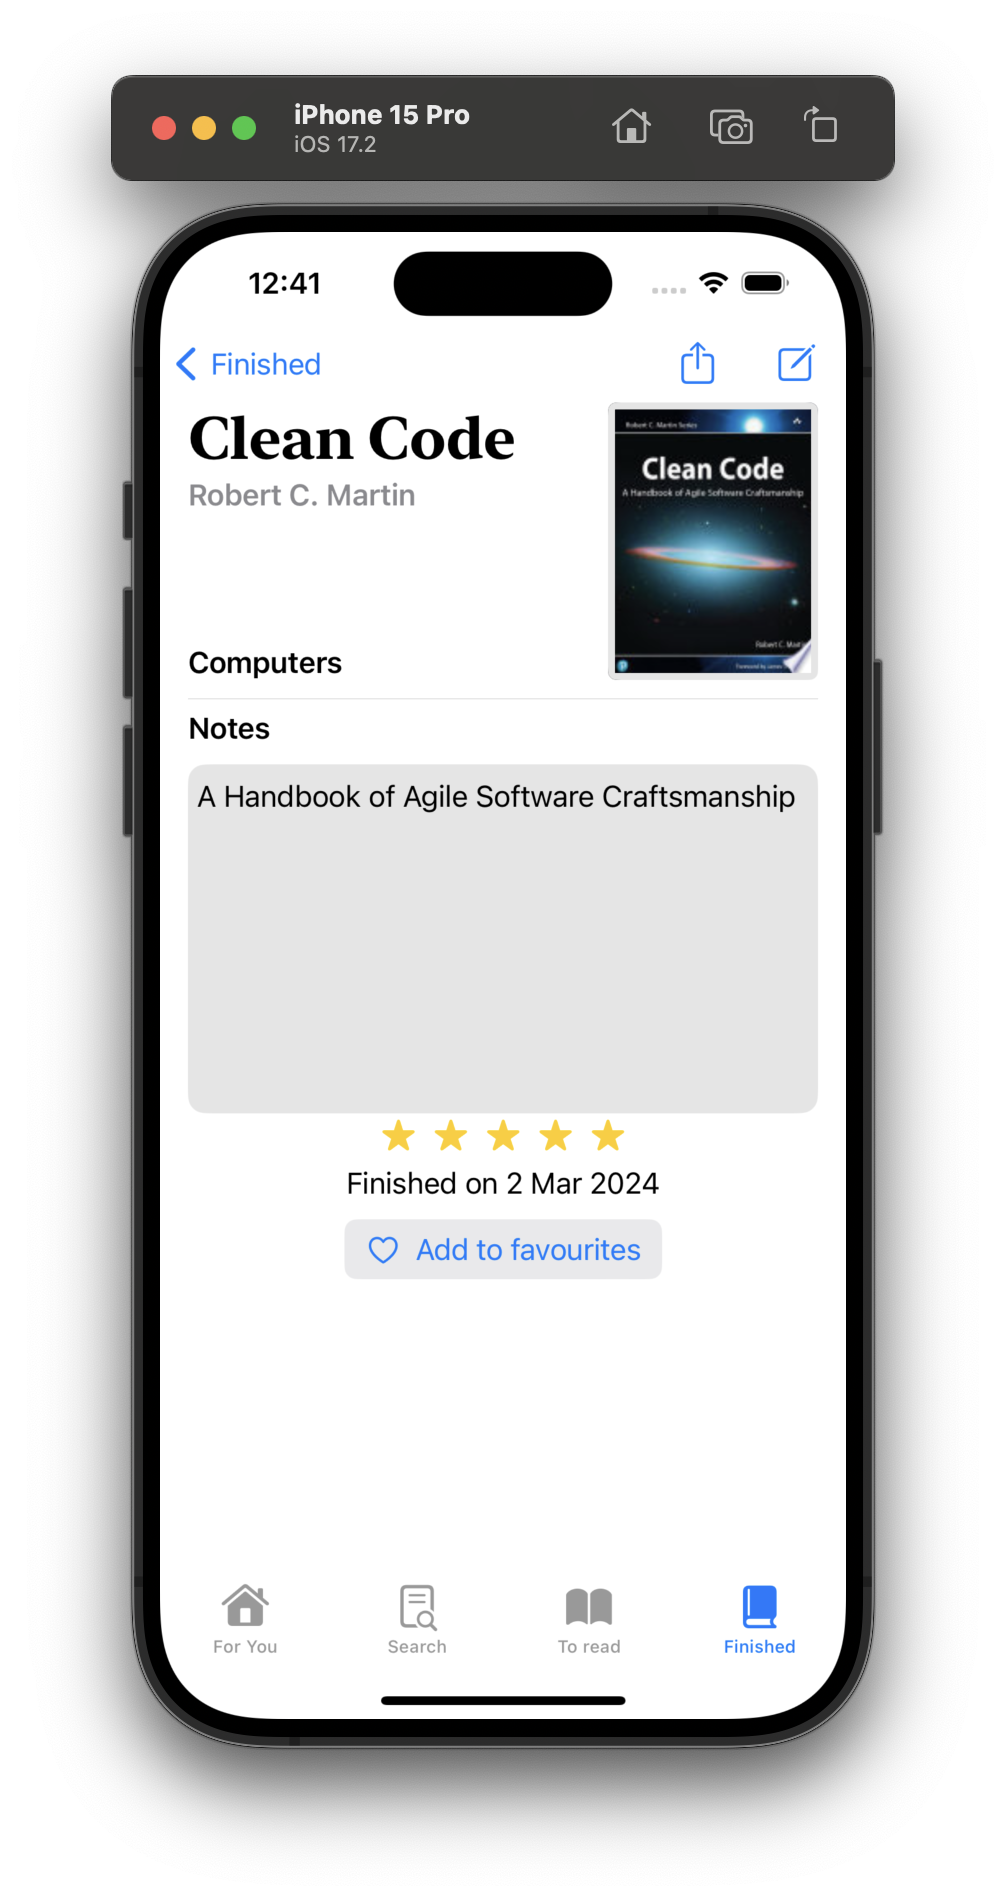 iPhone 15 Pro
iOS 17.2
12:41
Finished
Clean Code
Robert C. Martin
Robert C. Martin Series
Clean Code
A Handbook of Agile Software Craftsmanship
Robert C. Martin
Computers
Notes
A Handbook of Agile Software Craftsmanship
Finished on 2 Mar 2024
Add to favourites
For You
Search
To read
Finished